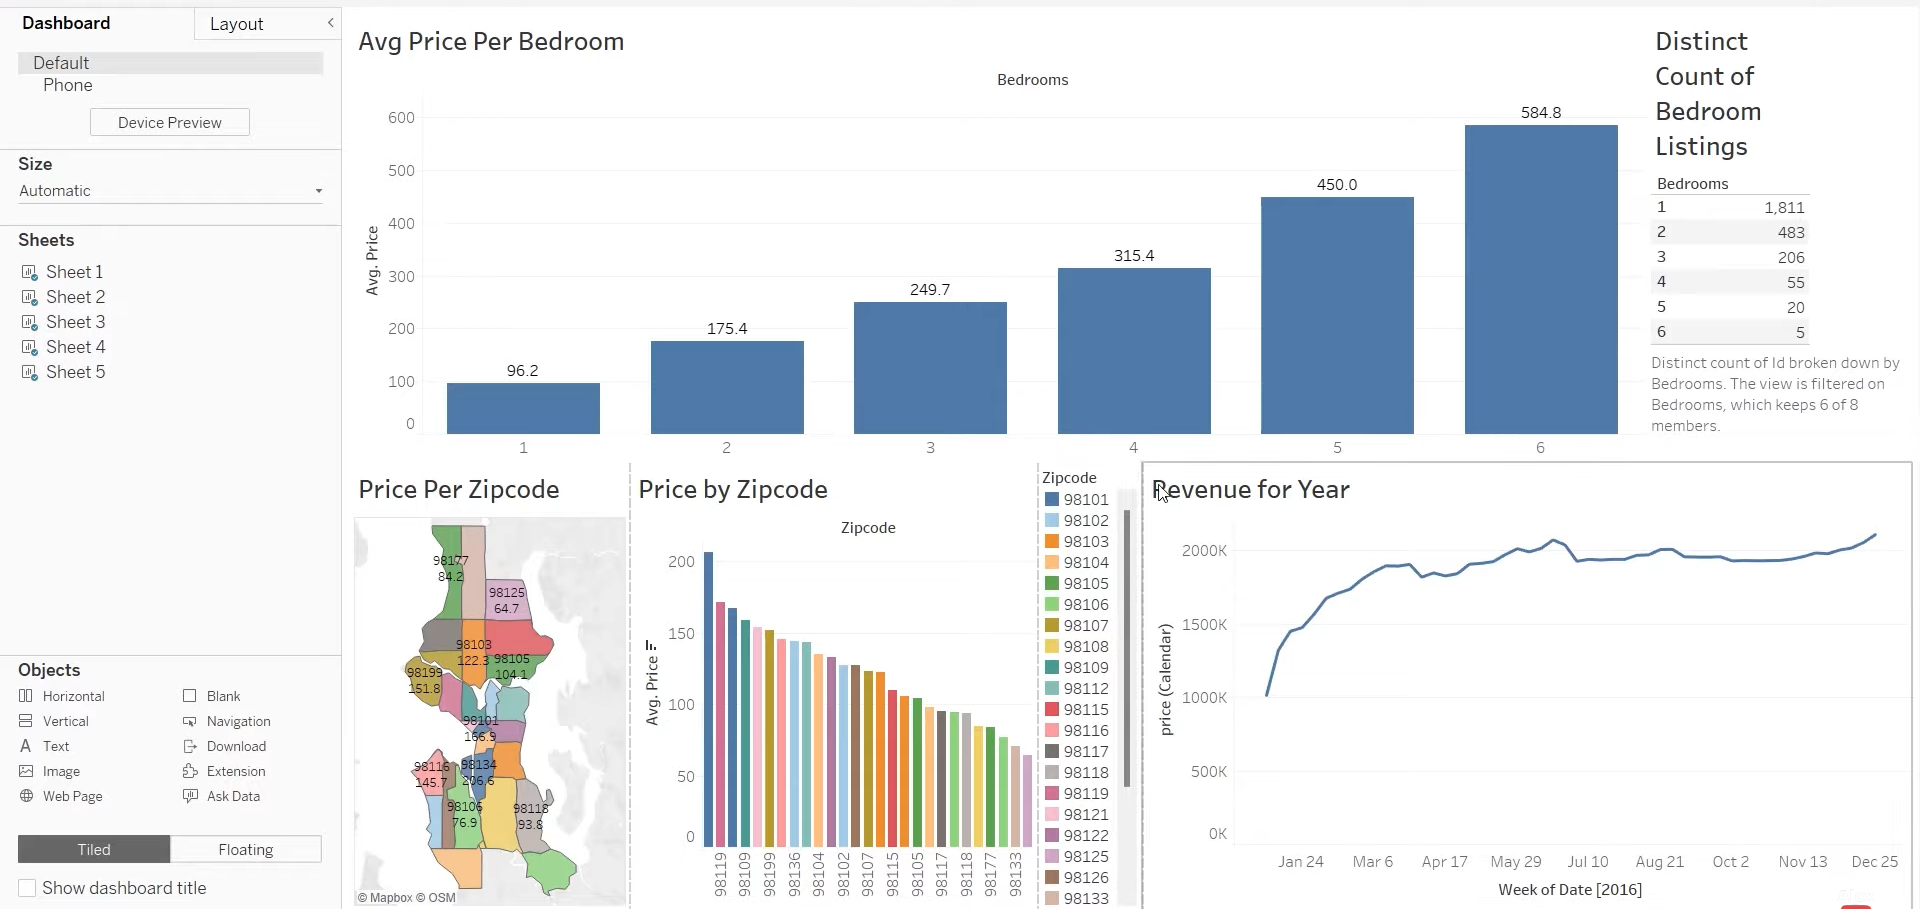 Dashboard
Layout
Default
Phone
Device Preview
Size
Automatic
Sheets
Sheet 1
Sheet 2
Sheet 3
Sheet 4
Sheet 5
Objects
Horizontal
Blank
Vertical
Navigation
Text
Download
Image
Extension
Web Page
Ask Data
Tiled
Floating
Show dashboard title
Avg Price Per Bedroom
Bedrooms
Avg. Price
600
500
400
300
200
100
0
96.2
175.4
249.7
315.4
450.0
584.8
1
2
3
4
5
6
Distinct
Count of
Bedroom
Listings
Bedrooms
1 1,811
2 483
3 206
4 55
5 20
6 5
Distinct count of Id broken down by
Bedrooms. The view is filtered on
Bedrooms, which keeps 6 of 8
members.
Price Per Zipcode
98177
84.2
98125
64.7
98103
122.3
98105
104.1
98199
151.8
98101
166.9
98116
145.7
98134
206.6
98106
76.9
98118
93.8
© Mapbox © OSM
Price by Zipcode
Zipcode
Avg. Price
200
150
100
50
0
98119
98109
98199
98136
98104
98102
98107
98115
98105
98117
98118
98177
98133
Zipcode
98101
98102
98103
98104
98105
98106
98107
98108
98109
98112
98115
98116
98117
98118
98119
98121
98122
98125
98126
98133
Revenue for Year
price (Calendar)
2000K
1500K
1000K
500K
0K
Jan 24
Mar 6
Apr 17
May 29
Jul 10
Aug 21
Oct 2
Nov 13
Dec 25
Week of Date [2016]